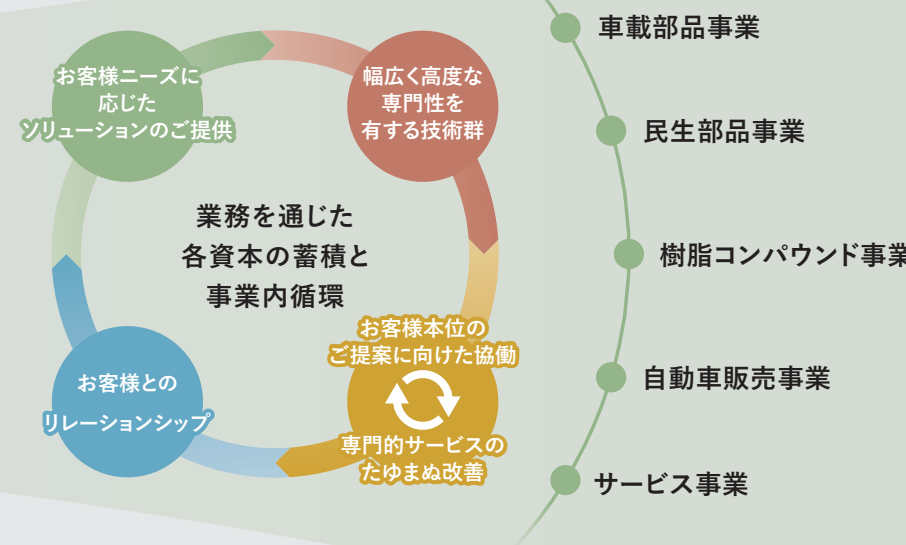 お客様ニーズに
応じた
ソリューションのご提供
幅広く高度な
専門性を
有する技術群
業務を通じた
各資本の蓄積と
事業内循環
お客様との
リレーションシップ
お客様本位の
ご提案に向けた協働
専門的サービスの
たゆまぬ改善
車載部品事業
民生部品事業
樹脂コンパウンド事業
自動車販売事業
サービス事業